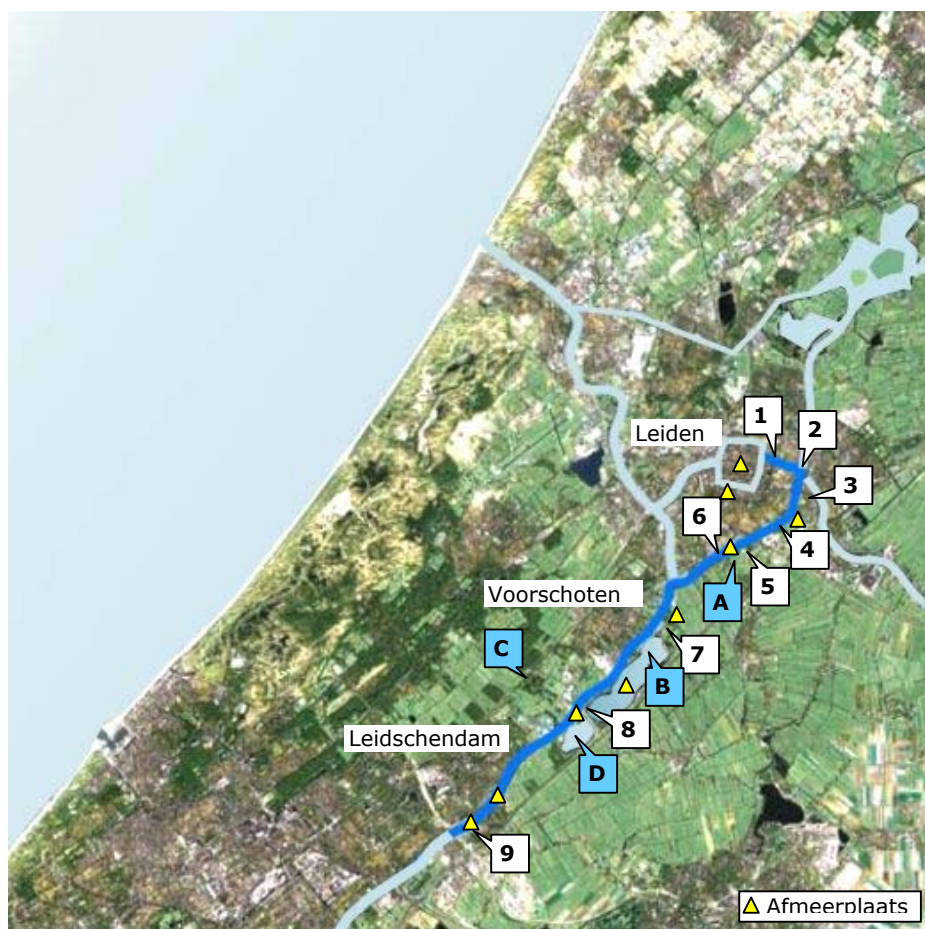 1
Leiden
2
3
6
4
5
A
Voorschoten
C
7
B
8
Leidschendam
D
9
Afmeerplaats